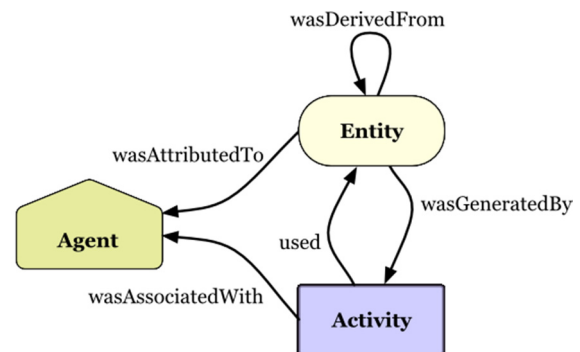 wasDerivedFrom
Entity
wasAttributedTo
wasGeneratedBy
Agent
used
wasAssociatedWith
Activity